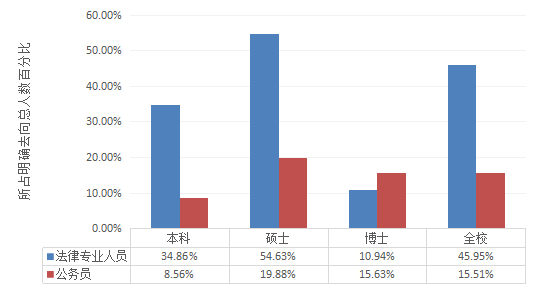 60.00%
50.00%
40.00%
30.00%
20.00%
10.00%
0.00%
所占明确去向总人数百分比
本科 硕士 博士 全校
法律专业人员 34.86% 54.63% 10.94% 45.95%
公务员 8.56% 19.88% 15.63% 15.51%